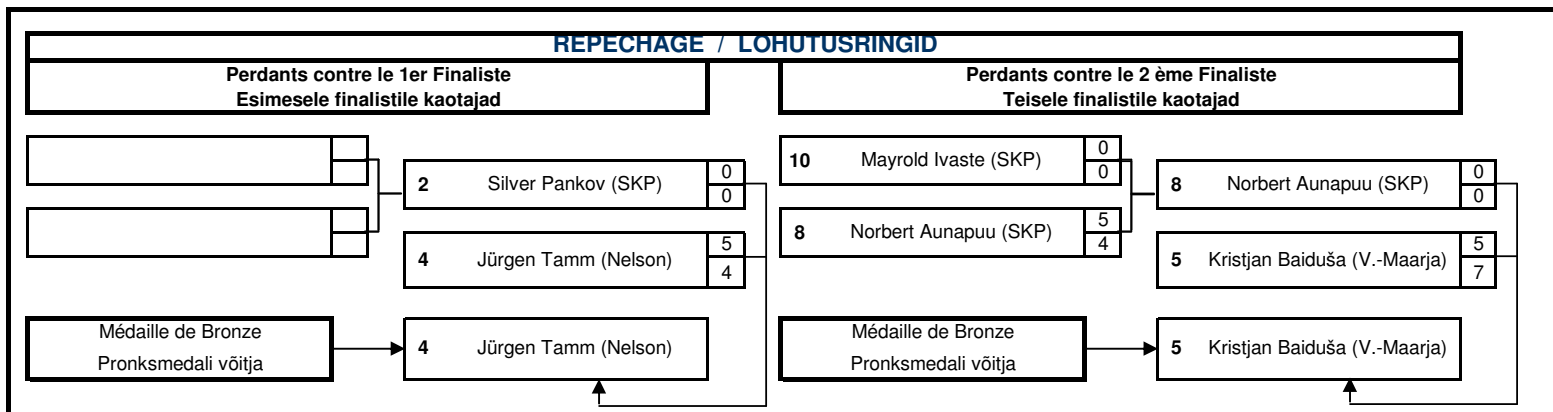 REPECHAGE / LOHUTUSRINGID
Perdants contre le 1er Finaliste
Esimesele finalistile kaotajad
Perdants contre le 2 ème Finaliste
Teisele finalistile kaotajad
10 Mayrold Ivaste (SKP) 0
0
2 Silver Pankov (SKP) 0
0
8 Norbert Aunapuu (SKP) 0
0
8 Norbert Aunapuu (SKP) 5
4
4 Jürgen Tamm (Nelson) 5
4
5 Kristjan Baiduša (V.-Maarja) 5
7
Médaille de Bronze
Pronksmedali võitja
4 Jürgen Tamm (Nelson)
Médaille de Bronze
Pronksmedali võitja
5 Kristjan Baiduša (V.-Maarja)